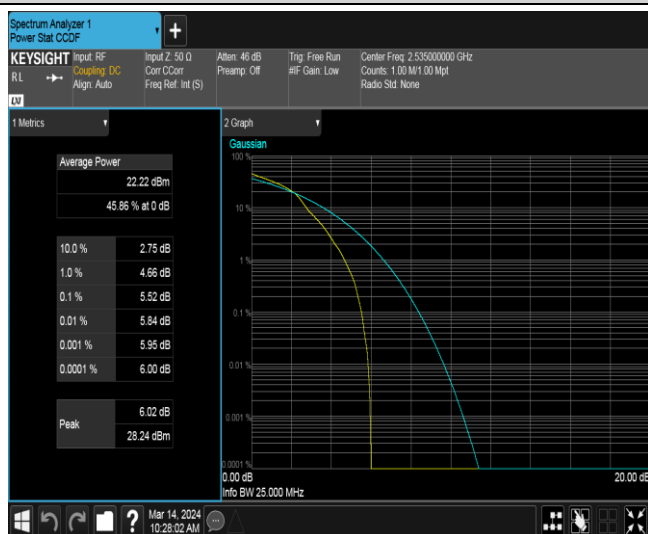 Spectrum Analyzer 1
Power Stat CCDF
+
KEYSIGHT
RL
LXI
Input: RF
Coupling: DC
Align: Auto
Input Z: 50 Ω
Corr CCorr
Freq Ref: Int (S)
Atten: 46 dB
Preamp: Off
Trig: Free Run
#IF Gain: Low
Center Freq: 2.535000000 GHz
Counts: 1.00 M/1.00 Mpt
Radio Std: None
1 Metrics
Average Power
22.22 dBm
45.86 % at 0 dB
10.0 % 2.75 dB
1.0 % 4.66 dB
0.1 % 5.52 dB
0.01 % 5.84 dB
0.001 % 5.95 dB
0.0001 % 6.00 dB
Peak
6.02 dB
28.24 dBm
2 Graph
Gaussian
100 %
10 %
1 %
0.1 %
0.01 %
0.001 %
0.0001 %
0.00 dB 20.00 dB
Info BW 25.000 MHz
?
Mar 14, 2024
10:28:02 AM